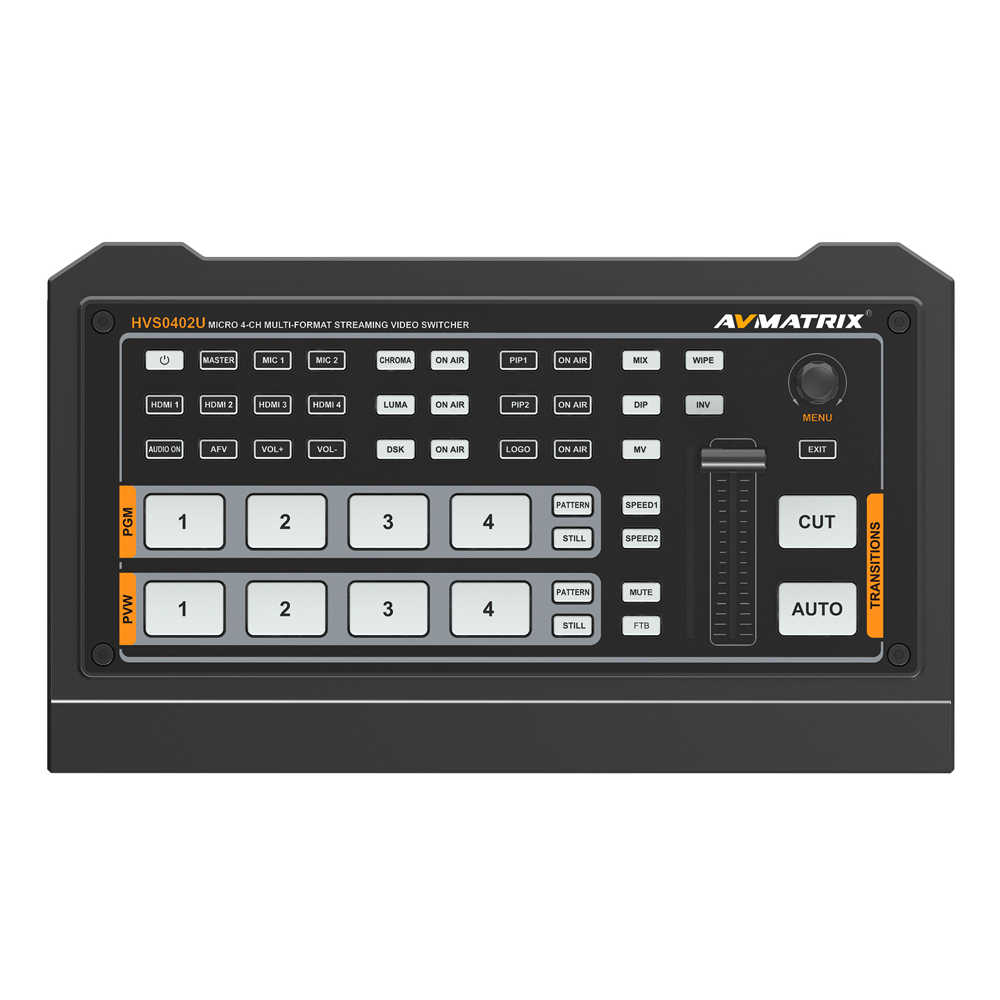 HVS0402U MICRO 4-CH MULTI-FORMAT STREAMING VIDEO SWITCHER AVMATRIX®
MASTER MIC 1 MIC 2 CHROMA ON AIR PIP1 ON AIR MIX WIPE
HDMI 1 HDMI 2 HDMI 3 HDMI 4 LUMA ON AIR PIP2 ON AIR DIP INV
MENU
AUDIO ON AFV VOL+ VOL- DSK ON AIR LOGO ON AIR MV EXIT
PGM 1 2 3 4 PATTERN SPEED1 CUT
STILL SPEED2
TRANSITIONS
PVW 1 2 3 4 PATTERN MUTE AUTO
STILL FTB